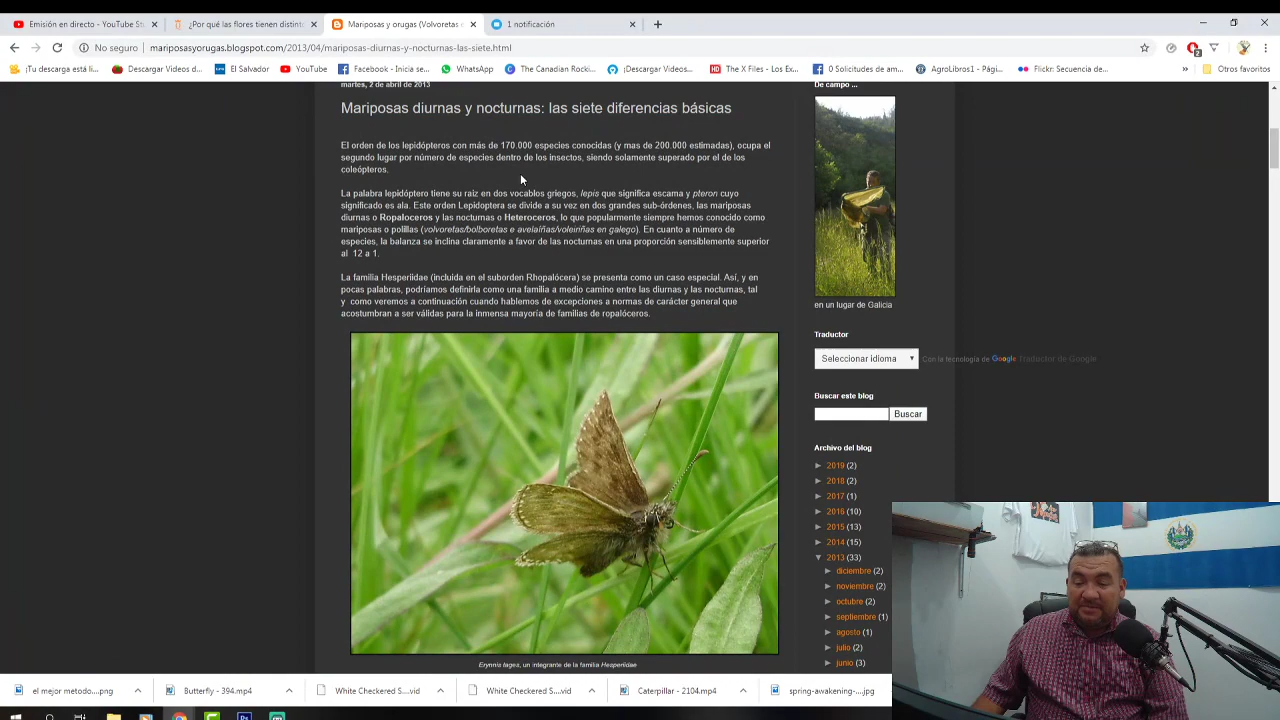 Emisión en directo - YouTube St
¿Por qué las flores tienen distint
Mariposas y orugas (Volvoretas e
1 notificación
No seguro
mariposasyorugas.blogspot.com/2013/04/mariposas-diurnas-y-nocturnas-las-siete.html
¡Tu descarga está li...
Descargar Videos d...
El Salvador
YouTube
Facebook - Inicia se...
WhatsApp
The Canadian Rocki...
¡Descargar Videos...
HD The X Files - Los Ex...
0 Solicitudes de am...
AgroLibros1 - Pági...
Flickr: Secuencia de...
»
Otros favoritos
martes, 2 de abril de 2013
Mariposas diurnas y nocturnas: las siete diferencias básicas
El orden de los lepidópteros con más de 170.000 especies conocidas (y mas de 200.000 estimadas), ocupa el
segundo lugar por número de especies dentro de los insectos, siendo solamente superado por el de los
coleópteros.
La palabra lepidóptero tiene su raiz en dos vocablos griegos, lepis que significa escama y pteron cuyo
significado es ala. Este orden Lepidoptera se divide a su vez en dos grandes sub-órdenes, las mariposas
diurnas o Ropaloceros y las nocturnas o Heteroceros, lo que popularmente siempre hemos conocido como
mariposas o polillas (volvoretas/bolboretas e avelaíñas/voleiriñas en galego). En cuanto a número de
especies, la balanza se inclina claramente a favor de las nocturnas en una proporción sensiblemente superior
al 12 a 1.
La familia Hesperiidae (incluida en el suborden Rhopalócera) se presenta como un caso especial. Así, y en
pocas palabras, podríamos definirla como una familia a medio camino entre las diurnas y las nocturnas, tal
y como veremos a continuación cuando hablemos de excepciones a normas de carácter general que
acostumbran a ser válidas para la inmensa mayoría de familias de ropalóceros.
Erynnis tages, un integrante de la familia Hesperiidae
De campo ...
en un lugar de Galicia
Traductor
Seleccionar idioma
Con la tecnología de Google Traductor de Google
Buscar este blog
Buscar
Archivo del blog
► 2019 (2)
► 2018 (2)
► 2017 (1)
► 2016 (10)
► 2015 (13)
► 2014 (15)
▼ 2013 (33)
► diciembre (2)
► noviembre (2)
► octubre (2)
► septiembre (1)
► agosto (1)
► julio (2)
► junio (3)
el mejor metodo....png
Butterfly - 394.mp4
White Checkered S....vid
White Checkered S....vid
Caterpillar - 2104.mp4
spring-awakening-....jpg